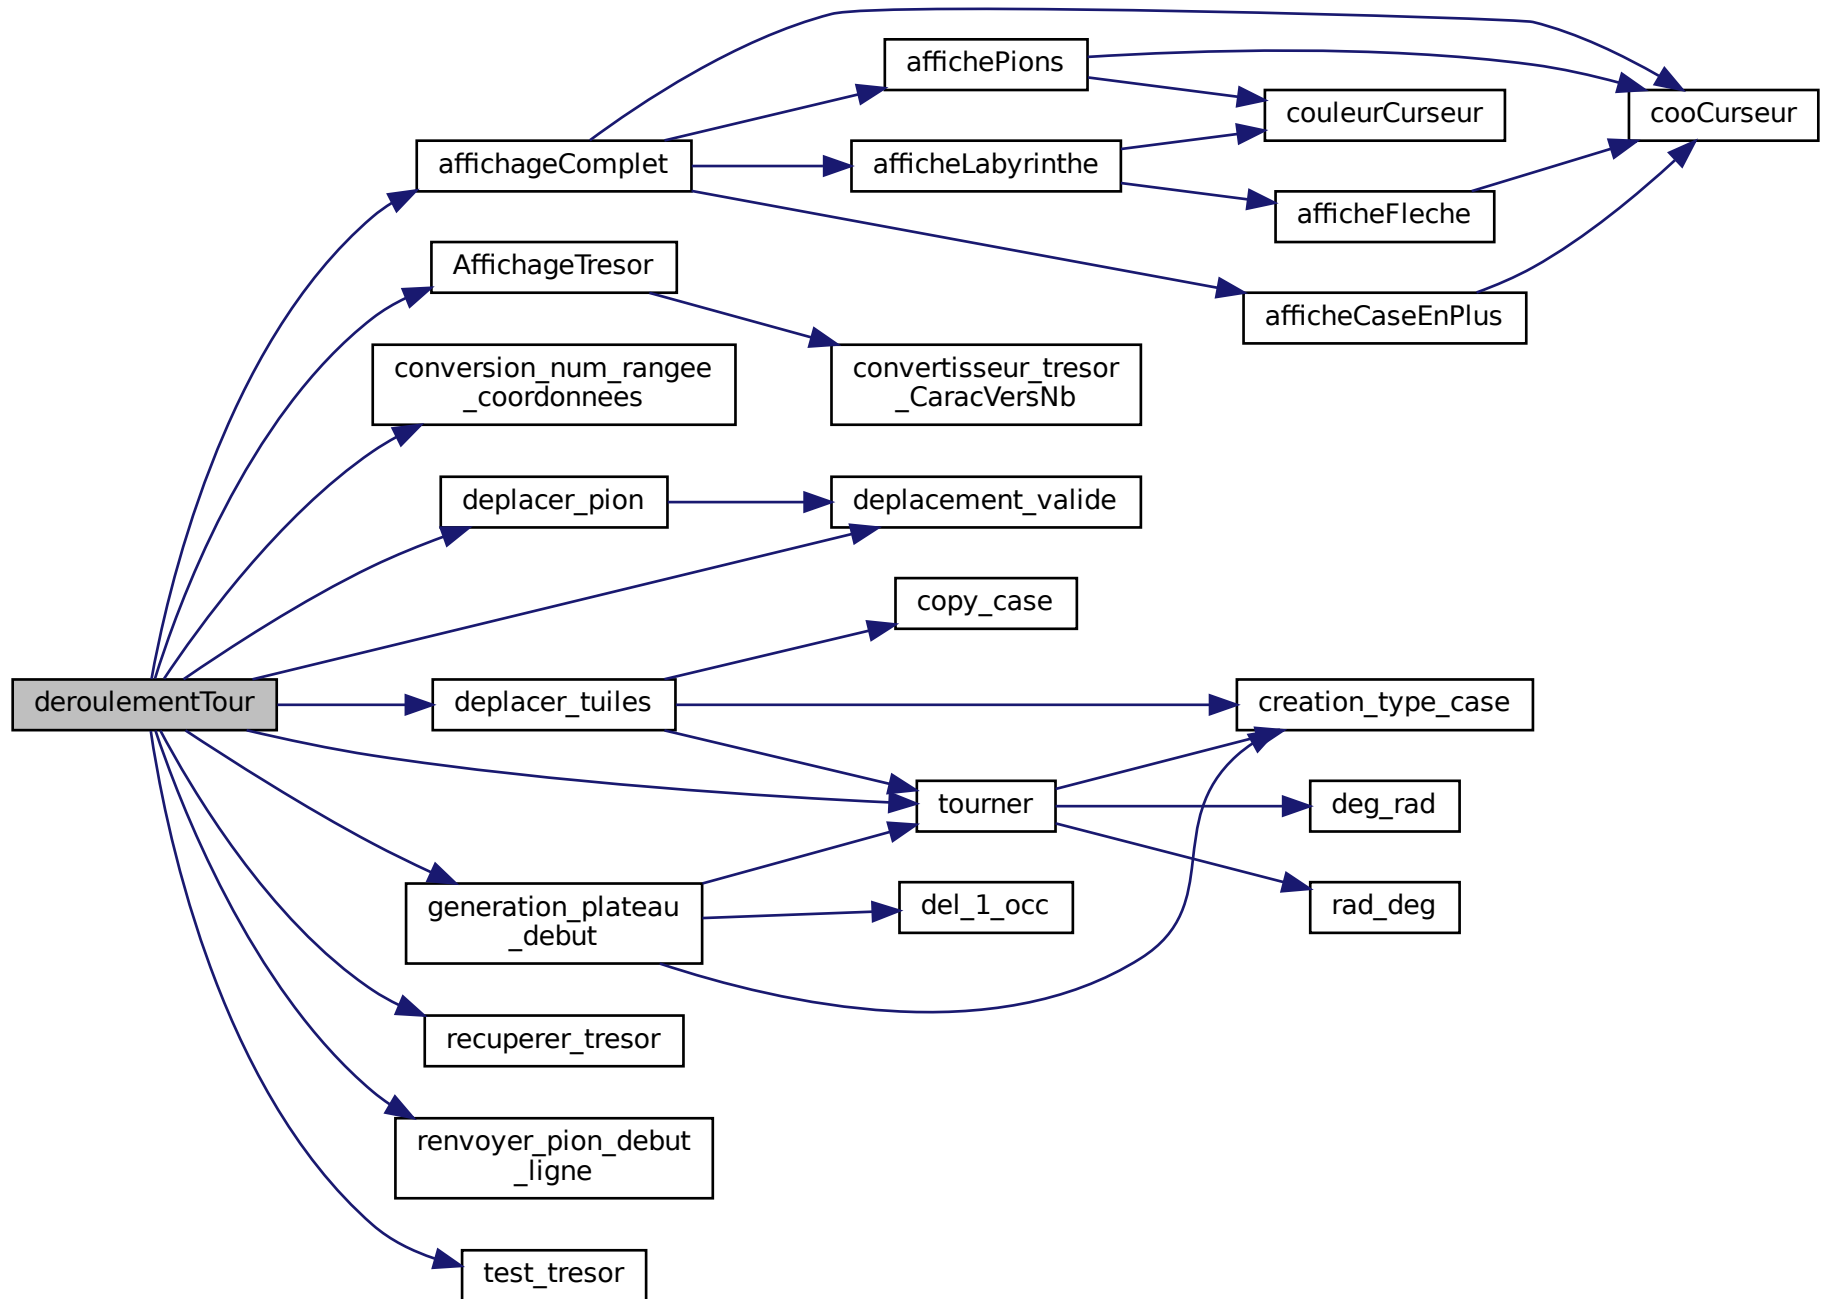 affichePions
couleurCurseur
cooCurseur
affichageComplet
afficheLabyrinthe
afficheFleche
AffichageTresor
afficheCaseEnPlus
conversion_num_rangee
_coordonnees
convertisseur_tresor
_CaracVersNb
deplacer_pion
deplacement_valide
copy_case
deroulementTour
deplacer_tuiles
creation_type_case
tourner
deg_rad
generation_plateau
_debut
del_1_occ
rad_deg
recuperer_tresor
renvoyer_pion_debut
_ligne
test_tresor